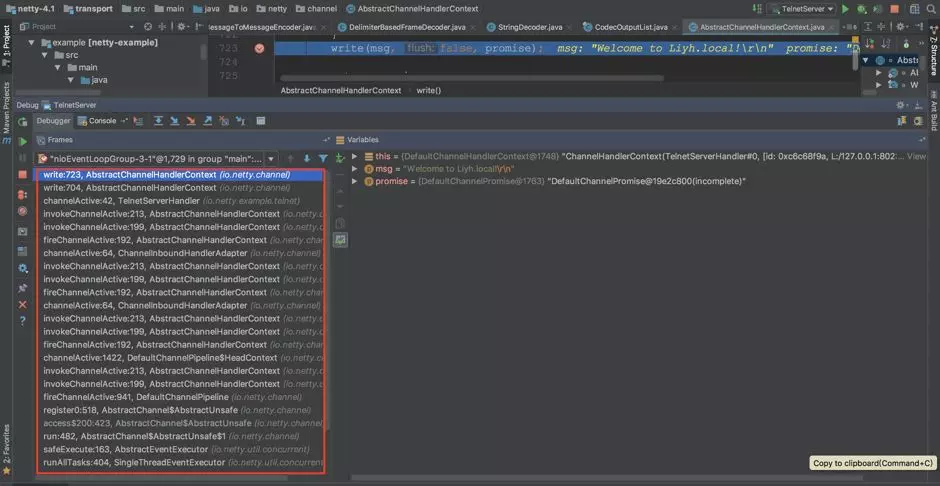 netty-4.1 transport src main java io netty channel AbstractChannelHandlerContext TelnetServer
Project MessageToMessageEncoder.java DelimiterBasedFrameDecoder.java StringDecoder.java CodecOutputList.java AbstractChannelHandlerContext.java
example [netty-example]
src
main
java
723 write(msg, flush: false, promise); msg: "Welcome to Liyh.local!\r\n" promise: "D
724
725
AbstractChannelHandlerContext write()
1: Project
Maven Projects
2: Favorites
7: Structure
Ant Build
Abst
Debug TelnetServer
Debugger Console
Frames
Variables
"nioEventLoopGroup-3-1"@1,729 in group "main":...
write:723, AbstractChannelHandlerContext (io.netty.channel)
write:704, AbstractChannelHandlerContext (io.netty.channel)
channelActive:42, TelnetServerHandler (io.netty.example.telnet)
invokeChannelActive:213, AbstractChannelHandlerContext (io.netty.c
invokeChannelActive:199, AbstractChannelHandlerContext (io.netty.c
fireChannelActive:192, AbstractChannelHandlerContext (io.netty.chan
channelActive:64, ChannelInboundHandlerAdapter (io.netty.channel)
invokeChannelActive:213, AbstractChannelHandlerContext (io.netty.c
invokeChannelActive:199, AbstractChannelHandlerContext (io.netty.c
fireChannelActive:192, AbstractChannelHandlerContext (io.netty.chan
channelActive:64, ChannelInboundHandlerAdapter (io.netty.channel)
invokeChannelActive:213, AbstractChannelHandlerContext (io.netty.c
invokeChannelActive:199, AbstractChannelHandlerContext (io.netty.c
fireChannelActive:192, AbstractChannelHandlerContext (io.netty.chan
channelActive:1422, DefaultChannelPipeline$HeadContext (io.netty.c
invokeChannelActive:213, AbstractChannelHandlerContext (io.netty.c
invokeChannelActive:199, AbstractChannelHandlerContext (io.netty.c
fireChannelActive:941, DefaultChannelPipeline (io.netty.channel)
register0:518, AbstractChannel$AbstractUnsafe (io.netty.channel)
access$200:423, AbstractChannel$AbstractUnsafe (io.netty.channel)
run:482, AbstractChannel$AbstractUnsafe$1 (io.netty.channel)
safeExecute:163, AbstractEventExecutor (io.netty.util.concurrent)
runAllTasks:404, SingleThreadEventExecutor (io.netty.util.concurrent
this = {DefaultChannelHandlerContext@1748} "ChannelHandlerContext(TelnetServerHandler#0, [id: 0xc6c68f9a, L:/127.0.0.1:802... View
msg = "Welcome to Liyh.local!\r\n"
promise = {DefaultChannelPromise@1763} "DefaultChannelPromise@19e2c800(incomplete)"
Copy to clipboard(Command+C)